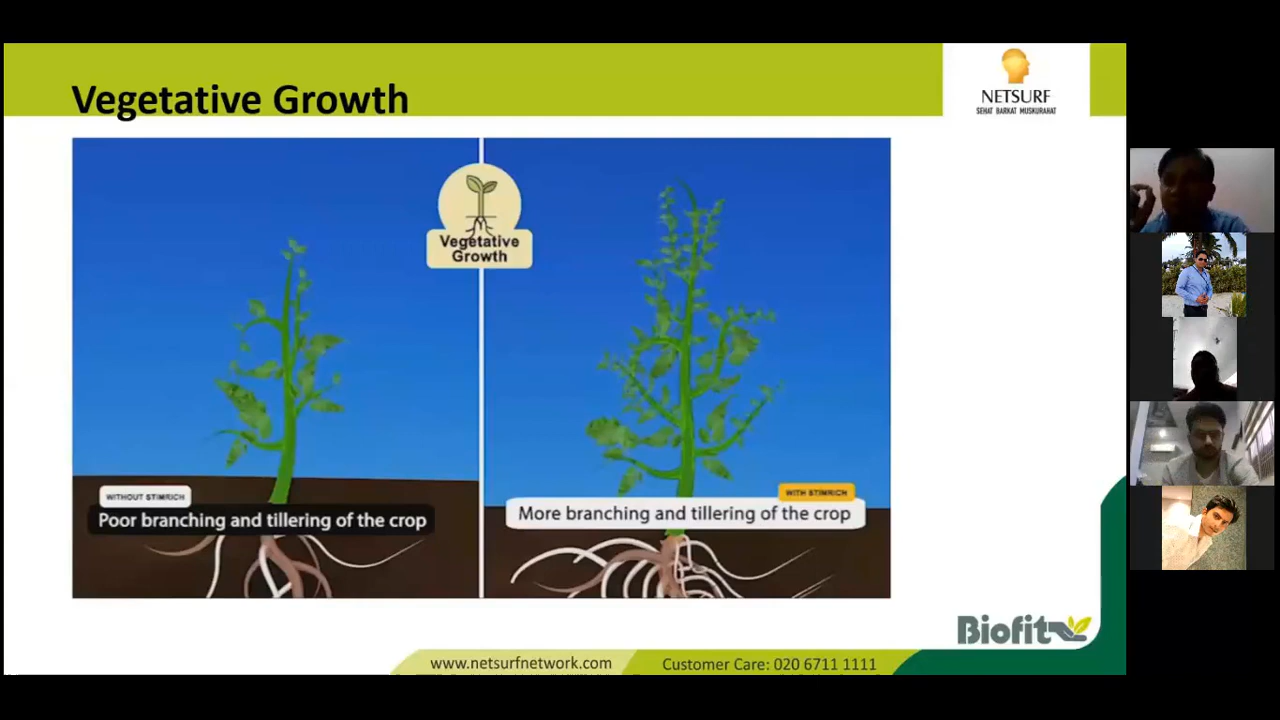 Vegetative Growth
NETSURF
SEHAT BARKAT MUSKURAHAT
Vegetative
Growth
WITHOUT STIMRICH
Poor branching and tillering of the crop
WITH STIMRICH
More branching and tillering of the crop
Biofit
www.netsurfnetwork.com
Customer Care: 020 6711 1111